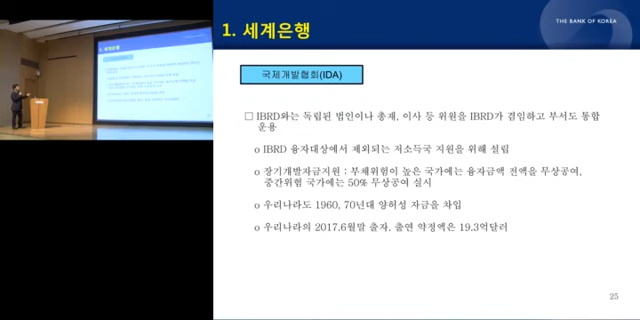 THE BANK OF KOREA
1. 세계은행
국제개발협회(IDA)
□ IBRD와는 독립된 법인이나 총재, 이사 등 위원을 IBRD가 겸임하고 부서도 통합
운용
o IBRD 융자대상에서 제외되는 저소득국 지원을 위해 설립
o 장기개발자금지원 : 부채위험이 높은 국가에는 융자금액 전액을 무상공여,
중간위험 국가에는 50% 무상공여 실시
o 우리나라도 1960, 70년대 양허성 자금을 차입
o 우리나라의 2017.6월말 출자, 출연 약정액은 19.3억달러
25